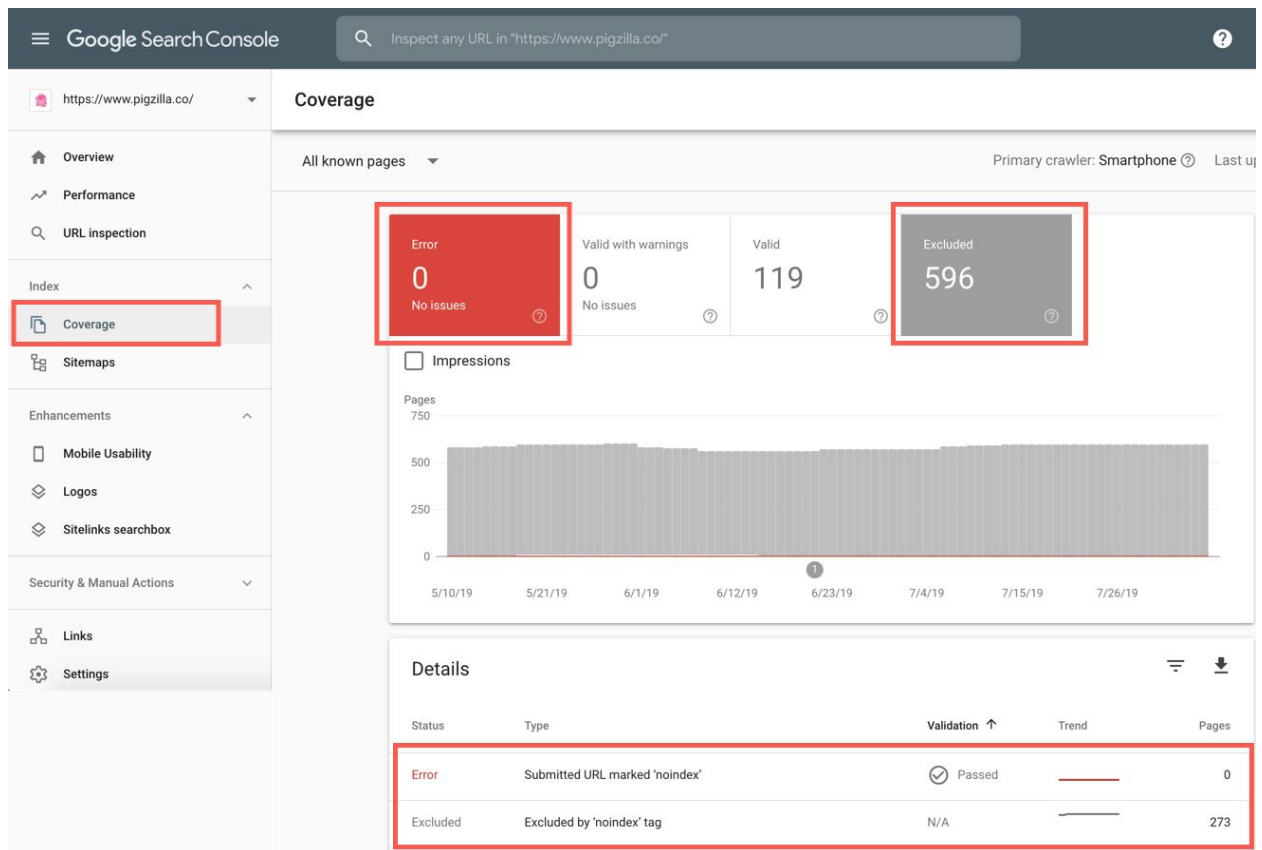 Google Search Console
Inspect any URL in "https://www.pigzilla.co/"
https://www.pigzilla.co/
Coverage
Overview
Performance
URL inspection
Index
Coverage
Sitemaps
Enhancements
Mobile Usability
Logos
Sitelinks searchbox
Security & Manual Actions
Links
Settings
All known pages
Primary crawler: Smartphone
Last up
Error
0
No issues
Valid with warnings
0
No issues
Valid
119
Excluded
596
Impressions
Pages
750
500
250
0
1
5/10/19 5/21/19 6/1/19 6/12/19 6/23/19 7/4/19 7/15/19 7/26/19
Details
Status Type Validation Trend Pages
Error Submitted URL marked 'noindex' Passed 0
Excluded Excluded by 'noindex' tag N/A 273